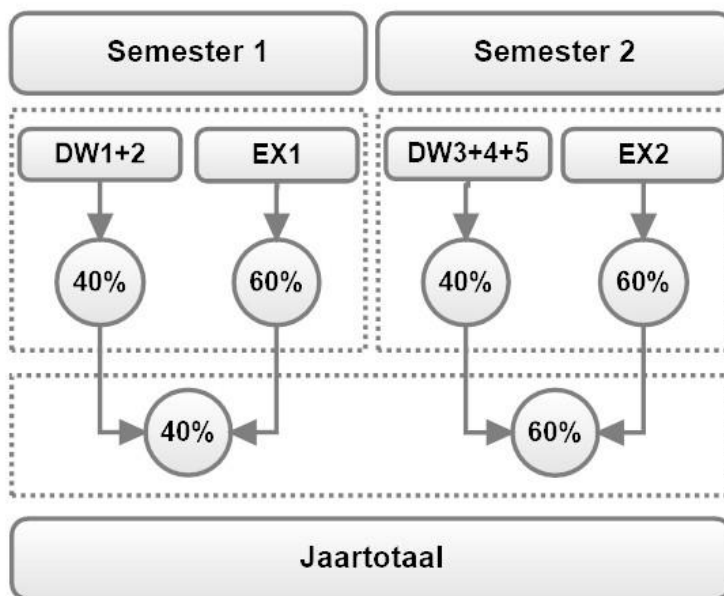 Semester 1
Semester 2
DW1+2
EX1
DW3+4+5
EX2
40%
60%
40%
60%
40%
60%
Jaartotaal